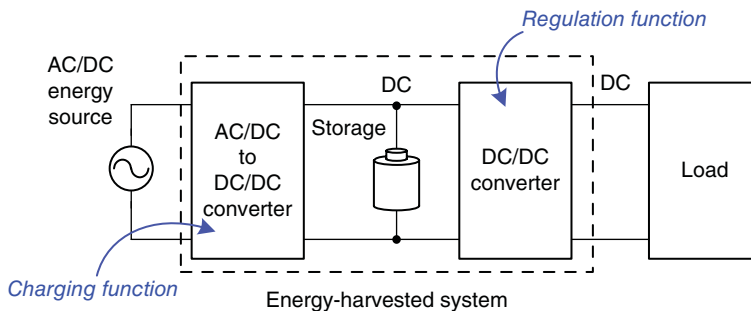 Regulation function
AC/DC
energy
source
DC
DC
Storage
AC/DC
to
DC/DC
converter
DC/DC
converter
Load
Charging function
Energy-harvested system